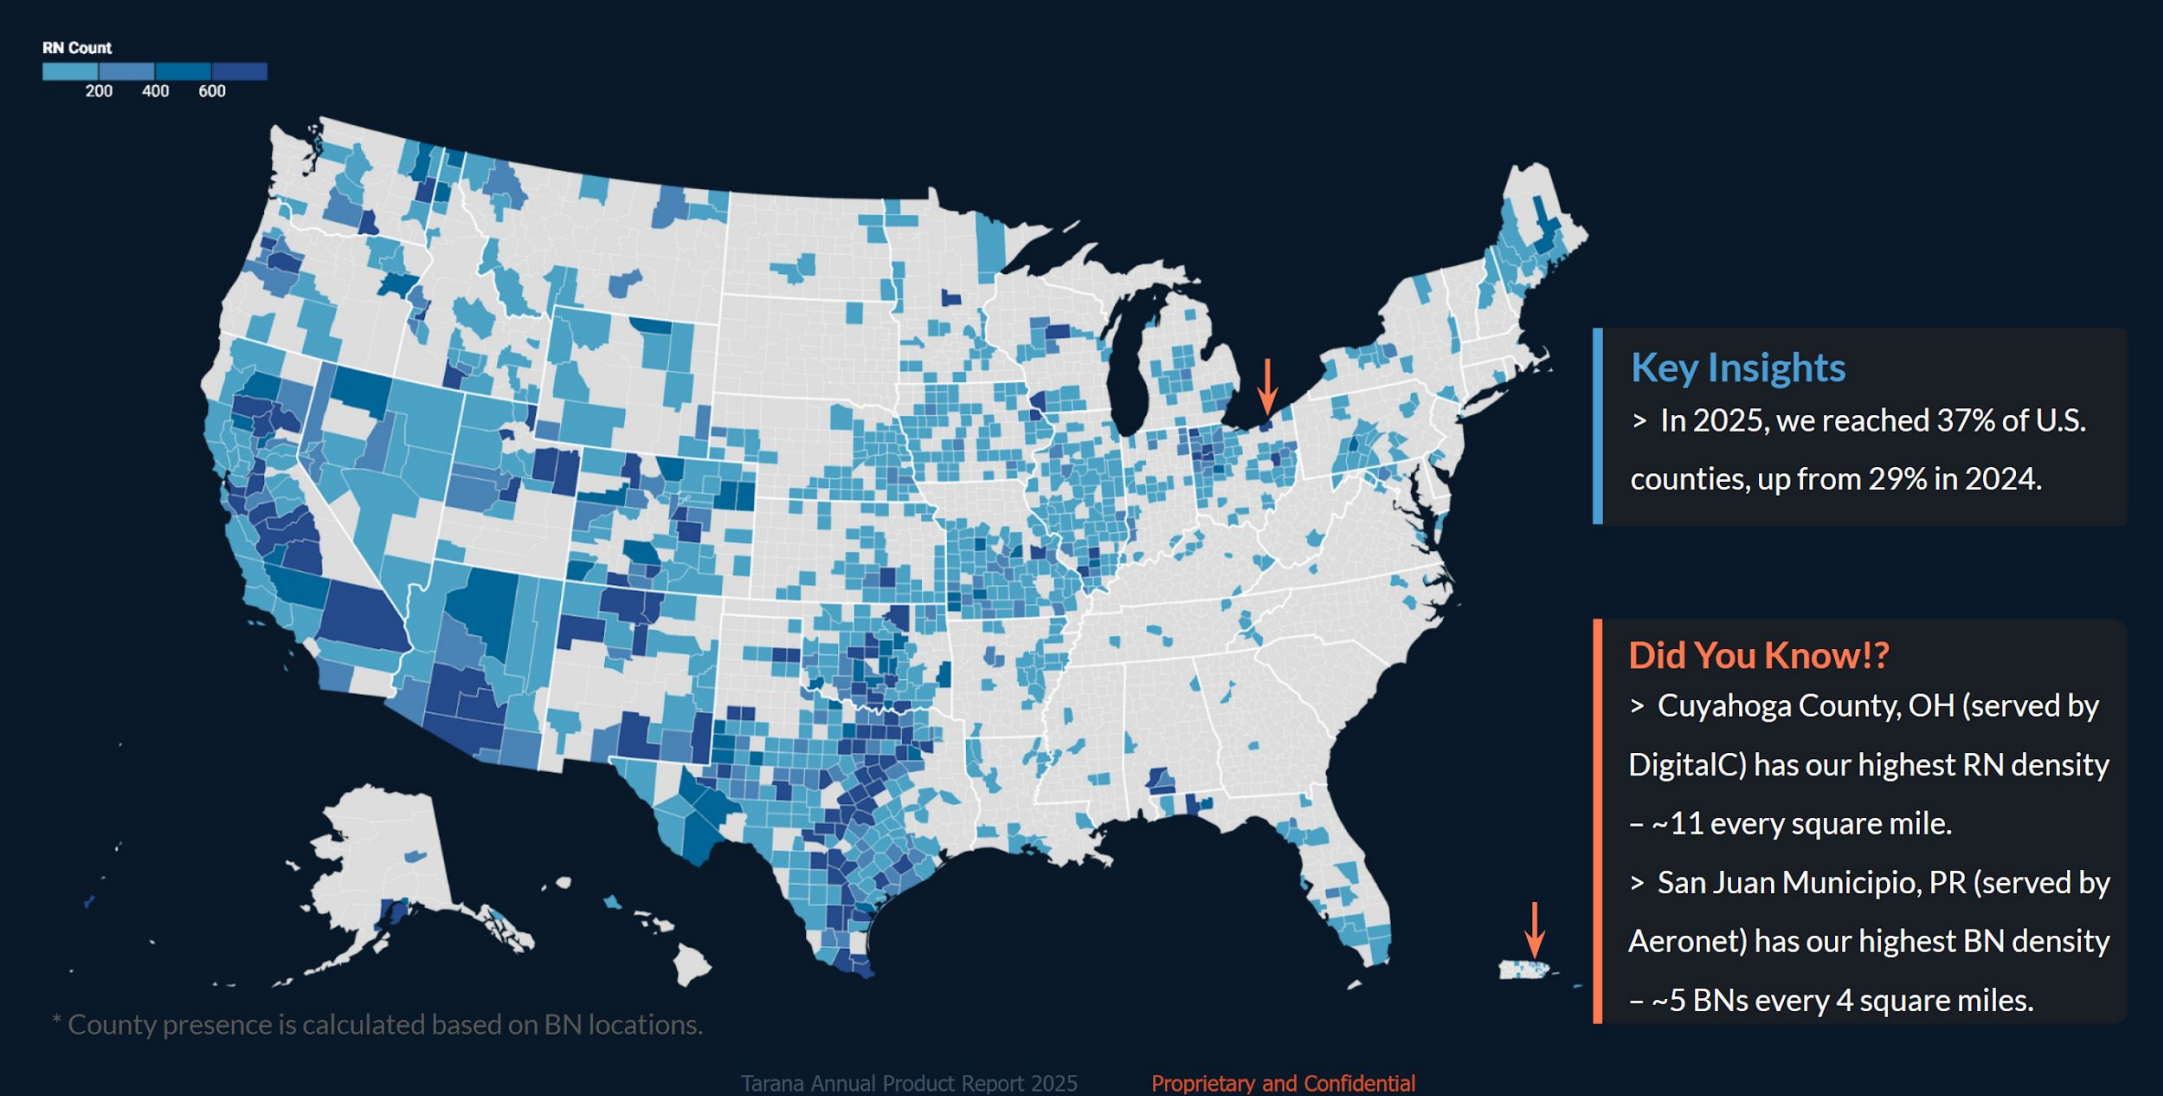 RN Count
200 400 600
Key Insights
> In 2025, we reached 37% of U.S.
counties, up from 29% in 2024.
Did You Know!?
> Cuyahoga County, OH (served by
DigitalC) has our highest RN density
– ~11 every square mile.
> San Juan Municipio, PR (served by
Aeronet) has our highest BN density
– ~5 BNs every 4 square miles.
* County presence is calculated based on BN locations.
Tarana Annual Product Report 2025 Proprietary and Confidential